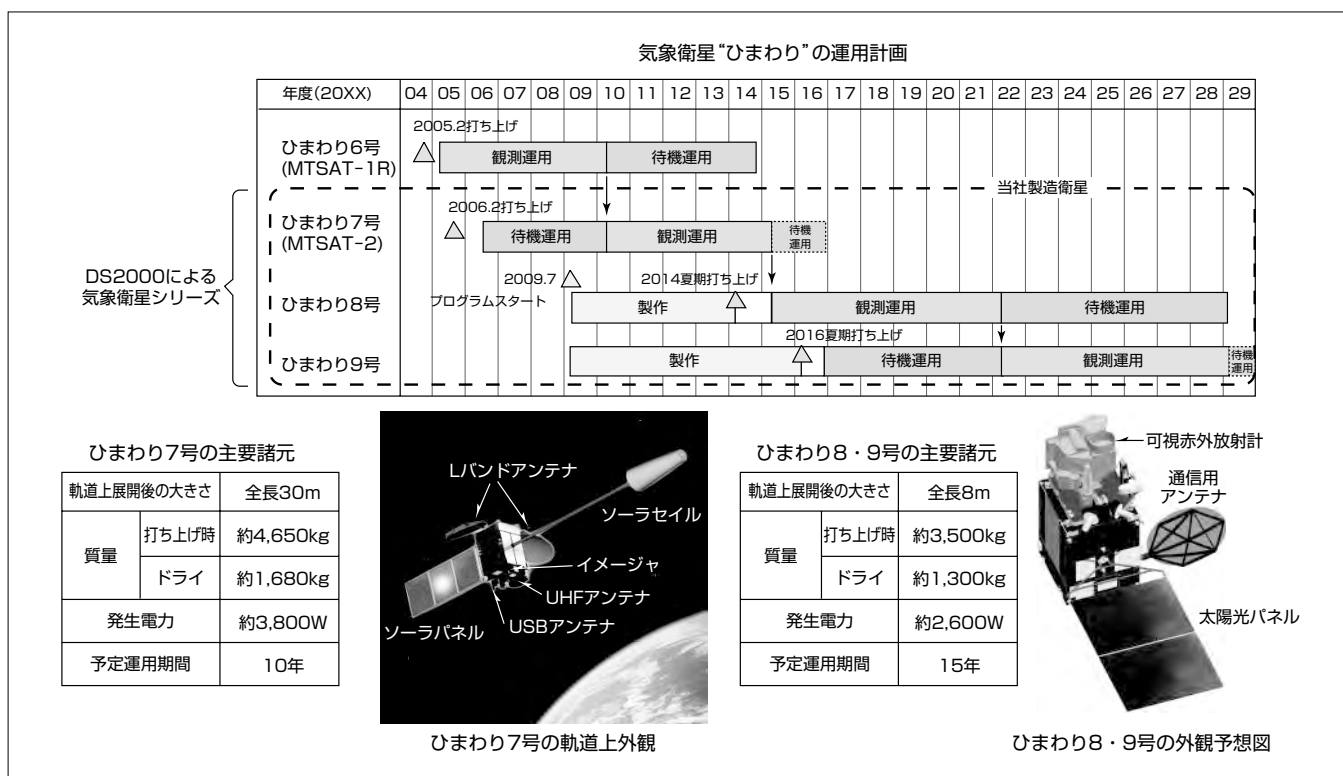 気象衛星“ひまわり”の運用計画
年度(20XX) 04 05 06 07 08 09 10 11 12 13 14 15 16 17 18 19 20 21 22 23 24 25 26 27 28 29
2005.2打ち上げ
ひまわり6号
(MTSAT-1R)
観測運用 待機運用
当社製造衛星
2006.2打ち上げ
ひまわり7号
(MTSAT-2)
待機運用 観測運用 待機
運用
DS2000による
気象衛星シリーズ
2009.7
プログラムスタート
2014夏期打ち上げ
ひまわり8号
製作 観測運用 待機運用
2016夏期打ち上げ
ひまわり9号
製作 待機運用 観測運用 待機
運用
ひまわり7号の主要諸元
軌道上展開後の大きさ 全長30m
質量 打ち上げ時 約4,650kg
ドライ 約1,680kg
発生電力 約3,800W
予定運用期間 10年
Lバンドアンテナ
ソーラセイル
イメージャ
UHFアンテナ
USBアンテナ
ソーラパネル
ひまわり7号の軌道上外観
ひまわり8・9号の主要諸元
軌道上展開後の大きさ 全長8m
質量 打ち上げ時 約3,500kg
ドライ 約1,300kg
発生電力 約2,600W
予定運用期間 15年
可視赤外放射計
通信用
アンテナ
太陽光パネル
ひまわり8・9号の外観予想図